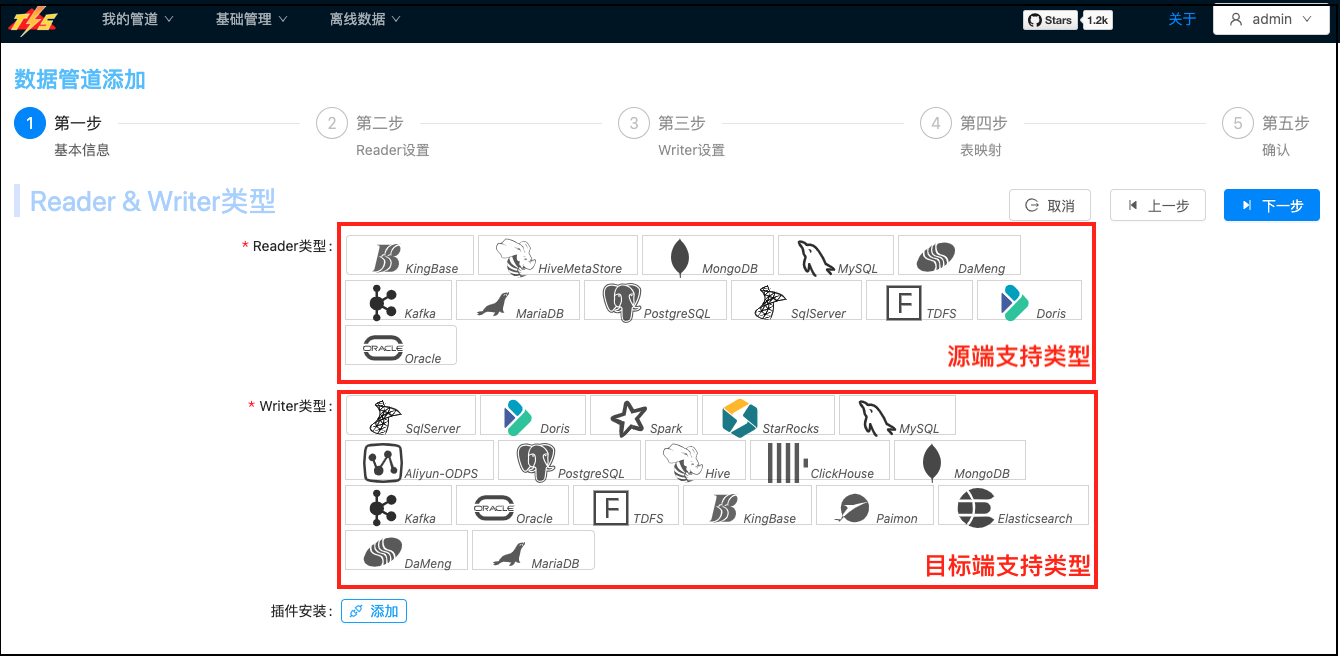 TIS 我的管道 基础管理 离线数据 Stars 1.2k 关于 admin
数据管道添加
1 第一步 2 第二步 3 第三步 4 第四步 5 第五步
基本信息 Reader设置 Writer设置 表映射 确认
Reader & Writer类型 取消 上一步 下一步
* Reader类型: KingBase HiveMetaStore MongoDB MySQL DaMeng
Kafka MariaDB PostgreSQL SqlServer F TDFS Doris
ORACLE Oracle
源端支持类型
* Writer类型: SqlServer Doris Spark StarRocks MySQL
Aliyun-ODPS PostgreSQL Hive ClickHouse MongoDB
Kafka ORACLE Oracle F TDFS KingBase Paimon Elasticsearch
DaMeng MariaDB
目标端支持类型
插件安装: 添加